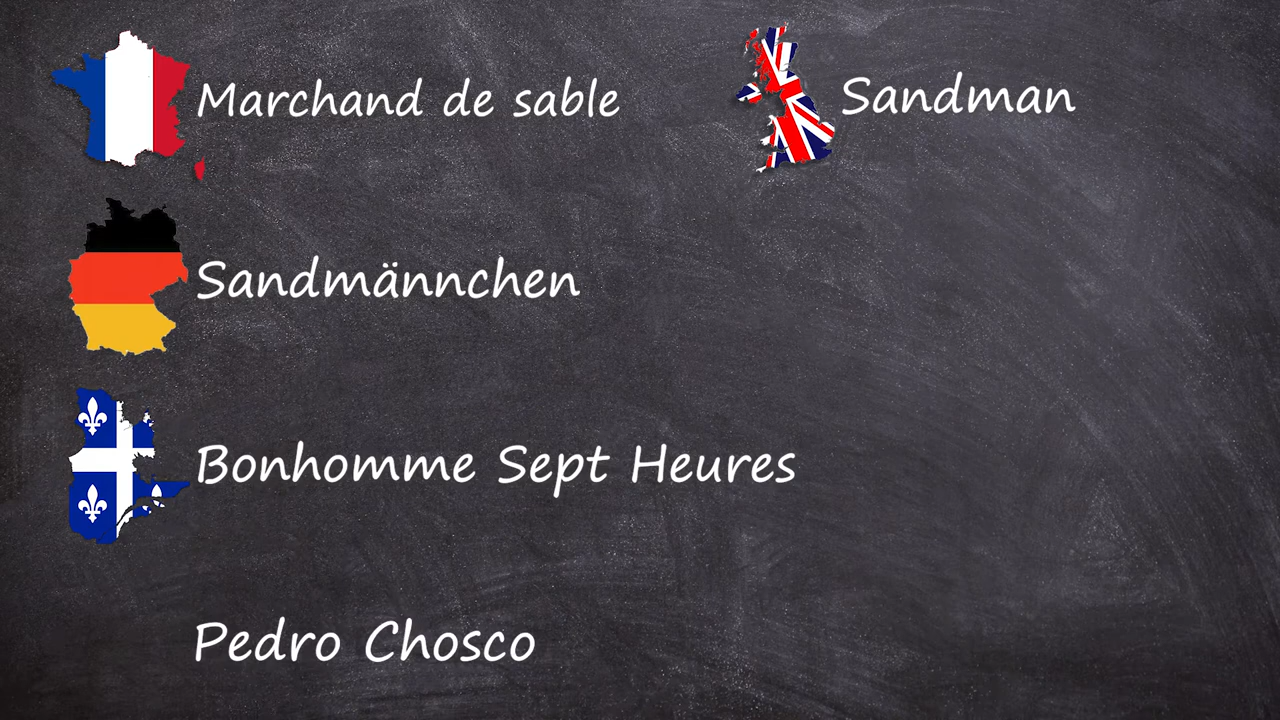 Marchand de sable
Sandman
Sandmännchen
Bonhomme Sept Heures
Pedro Chosco